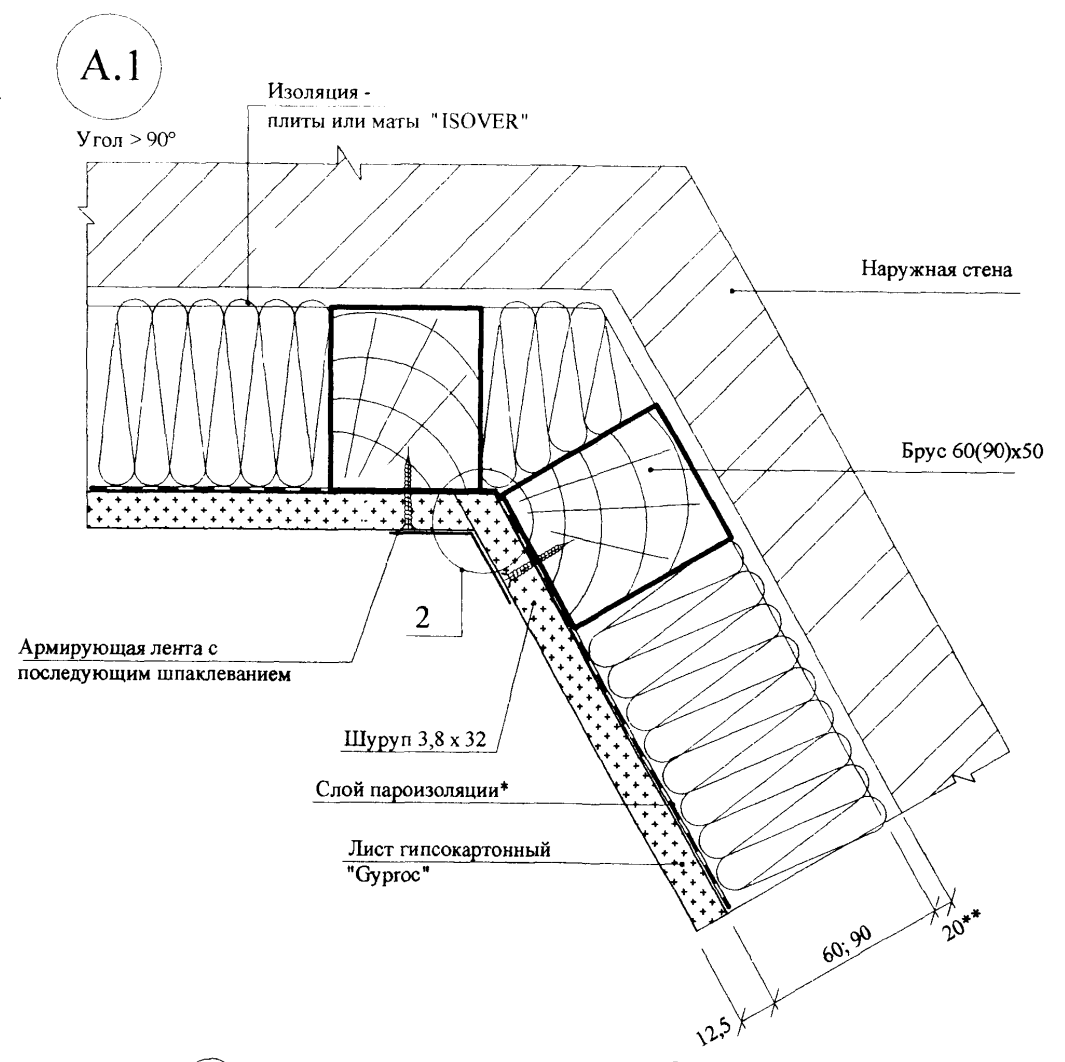 А.1
Изоляция -
плиты или маты "ISOVER"
Угол > 90°
Наружная стена
Брус 60(90)х50
2
Армирующая лента с
последующим шпаклеванием
Шуруп 3,8 х 32
Слой пароизоляции*
Лист гипсокартонный
"Gyproc"
12,5
60; 90
20**